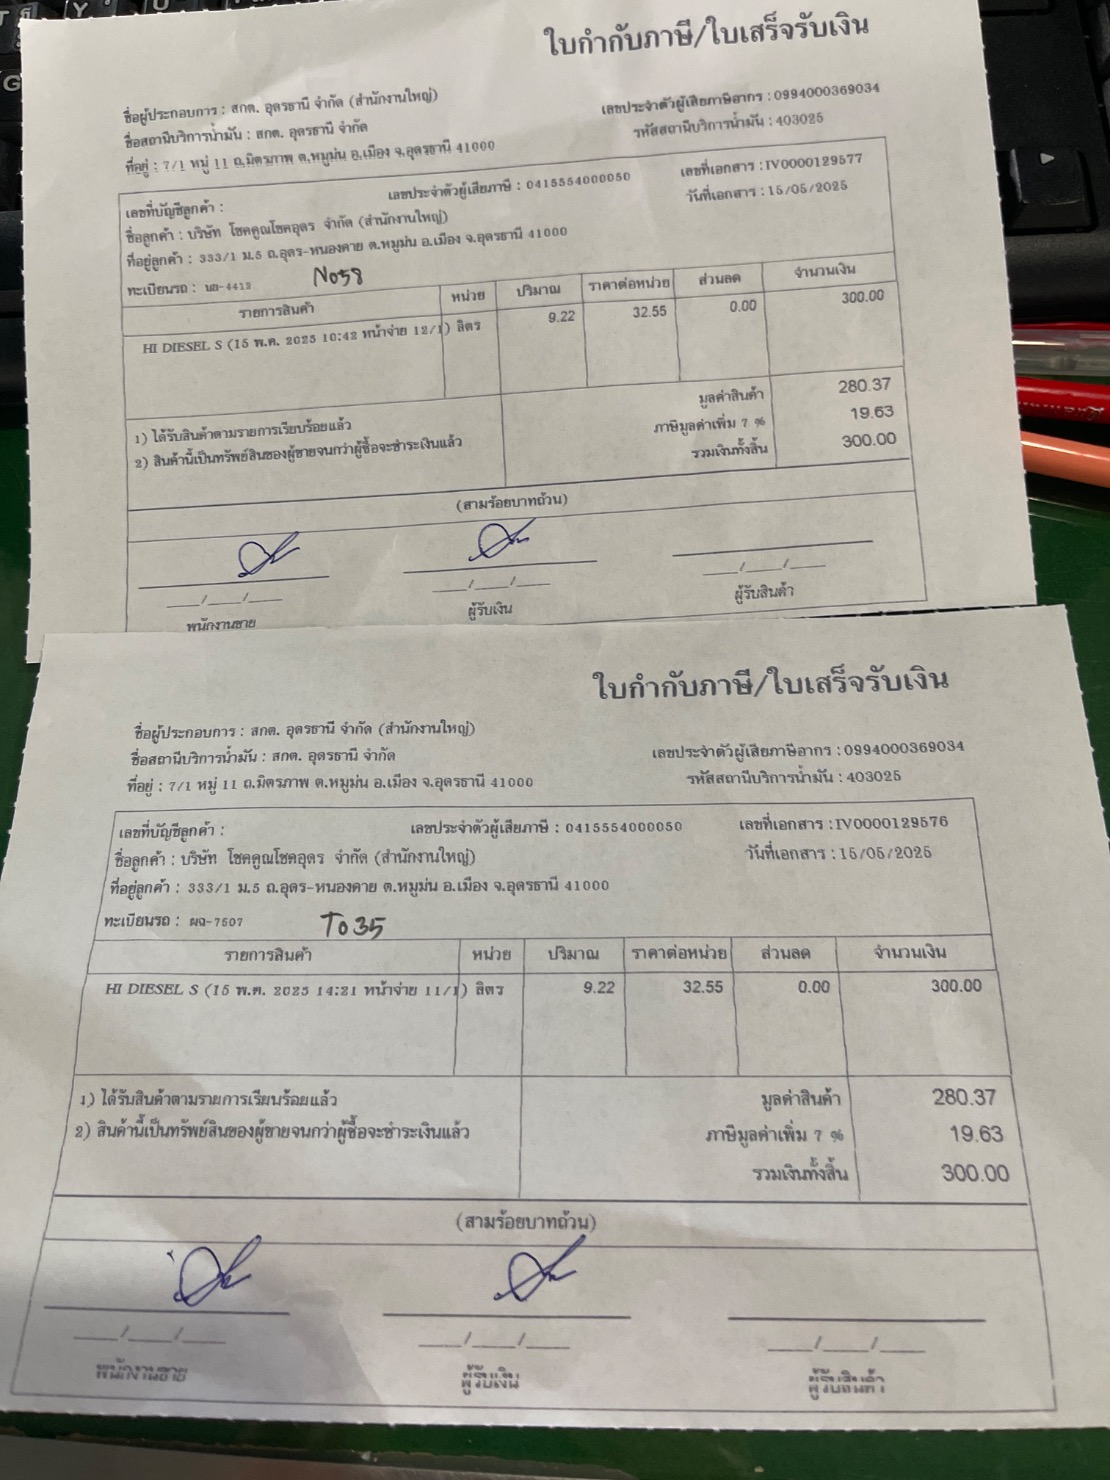 ใบกำกับภาษี/ใบเสร็จรับเงิน
ชื่อผู้ประกอบการ : สกต. อุดรธานี จำกัด (สำนักงานใหญ่)
เลขประจำตัวผู้เสียภาษีอากร : 0994000369034
ชื่อสถานีบริการน้ำมัน : สกต. อุดรธานี จำกัด
รหัสสถานีบริการน้ำมัน : 403025
ที่อยู่ : 7/1 หมู่ 11 ถ.มิตรภาพ ต.หมูม่น อ.เมือง จ.อุดรธานี 41000
เลขที่บัญชีลูกค้า : เลขประจำตัวผู้เสียภาษี : 0415554000050 เลขที่เอกสาร : IV0000129577
ชื่อลูกค้า : บริษัท โชคคูณโชคอุดร จำกัด (สำนักงานใหญ่) วันที่เอกสาร : 15/05/2025
ที่อยู่ลูกค้า : 333/1 ม.5 ถ.อุดร-หนองคาย ต.หมูม่น อ.เมือง จ.อุดรธานี 41000
ทะเบียนรถ : -4413 No58
รายการสินค้า หน่วย ปริมาณ ราคาต่อหน่วย ส่วนลด จำนวนเงิน
HI DIESEL S (15 พ.ค. 2025 10:42 หน้าจ่าย 12/1) ลิตร 9.22 32.55 0.00 300.00
มูลค่าสินค้า 280.37
1) ได้รับสินค้าตามรายการเรียบร้อยแล้ว ภาษีมูลค่าเพิ่ม 7 % 19.63
2) สินค้านี้เป็นทรัพย์สินของผู้ขายจนกว่าผู้ซื้อจะชำระเงินแล้ว รวมเงินทั้งสิ้น 300.00
(สามร้อยบาทถ้วน)
___/___/___ ___/___/___ ___/___/___
พนักงานขาย ผู้รับเงิน ผู้รับสินค้า
ใบกำกับภาษี/ใบเสร็จรับเงิน
ชื่อผู้ประกอบการ : สกต. อุดรธานี จำกัด (สำนักงานใหญ่)
ชื่อสถานีบริการน้ำมัน : สกต. อุดรธานี จำกัด เลขประจำตัวผู้เสียภาษีอากร : 0994000369034
ที่อยู่ : 7/1 หมู่ 11 ถ.มิตรภาพ ต.หมูม่น อ.เมือง จ.อุดรธานี 41000 รหัสสถานีบริการน้ำมัน : 403025
เลขที่บัญชีลูกค้า : เลขประจำตัวผู้เสียภาษี : 0415554000050 เลขที่เอกสาร : IV0000129576
ชื่อลูกค้า : บริษัท โชคคูณโชคอุดร จำกัด (สำนักงานใหญ่) วันที่เอกสาร : 15/05/2025
ที่อยู่ลูกค้า : 333/1 ม.5 ถ.อุดร-หนองคาย ต.หมูม่น อ.เมือง จ.อุดรธานี 41000
ทะเบียนรถ : ผฉ-7507 To35
รายการสินค้า หน่วย ปริมาณ ราคาต่อหน่วย ส่วนลด จำนวนเงิน
HI DIESEL S (15 พ.ค. 2025 14:21 หน้าจ่าย 11/1) ลิตร 9.22 32.55 0.00 300.00
1) ได้รับสินค้าตามรายการเรียบร้อยแล้ว มูลค่าสินค้า 280.37
2) สินค้านี้เป็นทรัพย์สินของผู้ขายจนกว่าผู้ซื้อจะชำระเงินแล้ว ภาษีมูลค่าเพิ่ม 7 % 19.63
รวมเงินทั้งสิ้น 300.00
(สามร้อยบาทถ้วน)
___/___/___ ___/___/___ ___/___/___
พนักงานขาย ผู้รับเงิน ผู้รับสินค้า